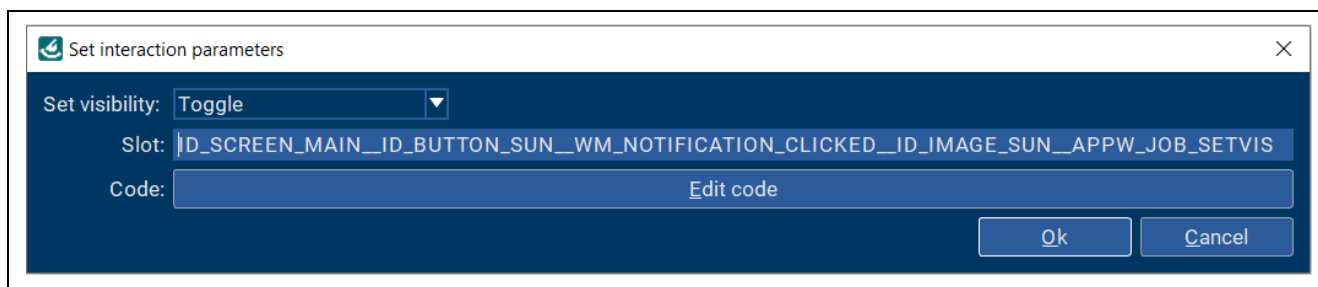 Set interaction parameters
Set visibility: Toggle
Slot: ID_SCREEN_MAIN__ID_BUTTON_SUN__WM_NOTIFICATION_CLICKED__ID_IMAGE_SUN__APPW_JOB_SETVIS
Code: Edit code
Ok Cancel